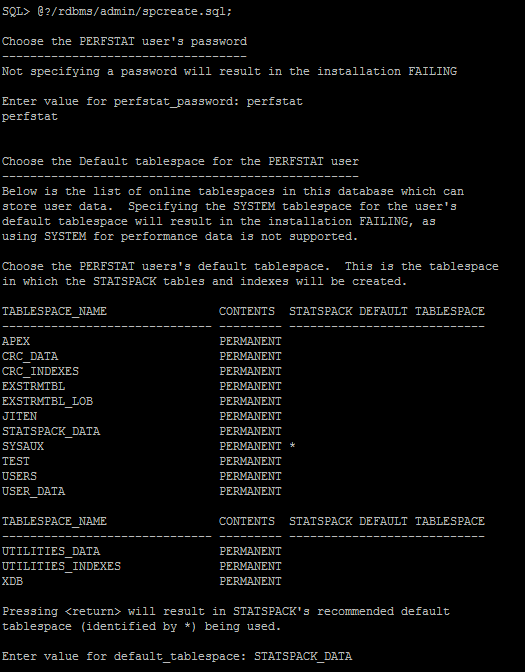 SQL> @?/rdbms/admin/spcreate.sql;
Choose the PERFSTAT user's password
-----------------------------------
Not specifying a password will result in the installation FAILING
Enter value for perfstat_password: perfstat
perfstat
Choose the Default tablespace for the PERFSTAT user
---------------------------------------------------
Below is the list of online tablespaces in this database which can
store user data.  Specifying the SYSTEM tablespace for the user's
default tablespace will result in the installation FAILING, as
using SYSTEM for performance data is not supported.
Choose the PERFSTAT users's default tablespace.  This is the tablespace
in which the STATSPACK tables and indexes will be created.
TABLESPACE_NAME                CONTENTS  STATSPACK DEFAULT TABLESPACE
------------------------------ --------- ----------------------------
APEX                           PERMANENT
CRC_DATA                       PERMANENT
CRC_INDEXES                    PERMANENT
EXSTRMTBL                      PERMANENT
EXSTRMTBL_LOB                  PERMANENT
JITEN                          PERMANENT
STATSPACK_DATA                 PERMANENT
SYSAUX                         PERMANENT *
TEST                           PERMANENT
USERS                          PERMANENT
USER_DATA                      PERMANENT
TABLESPACE_NAME                CONTENTS  STATSPACK DEFAULT TABLESPACE
------------------------------ --------- ----------------------------
UTILITIES_DATA                 PERMANENT
UTILITIES_INDEXES              PERMANENT
XDB                            PERMANENT
Pressing <return> will result in STATSPACK's recommended default
tablespace (identified by *) being used.
Enter value for default_tablespace: STATSPACK_DATA